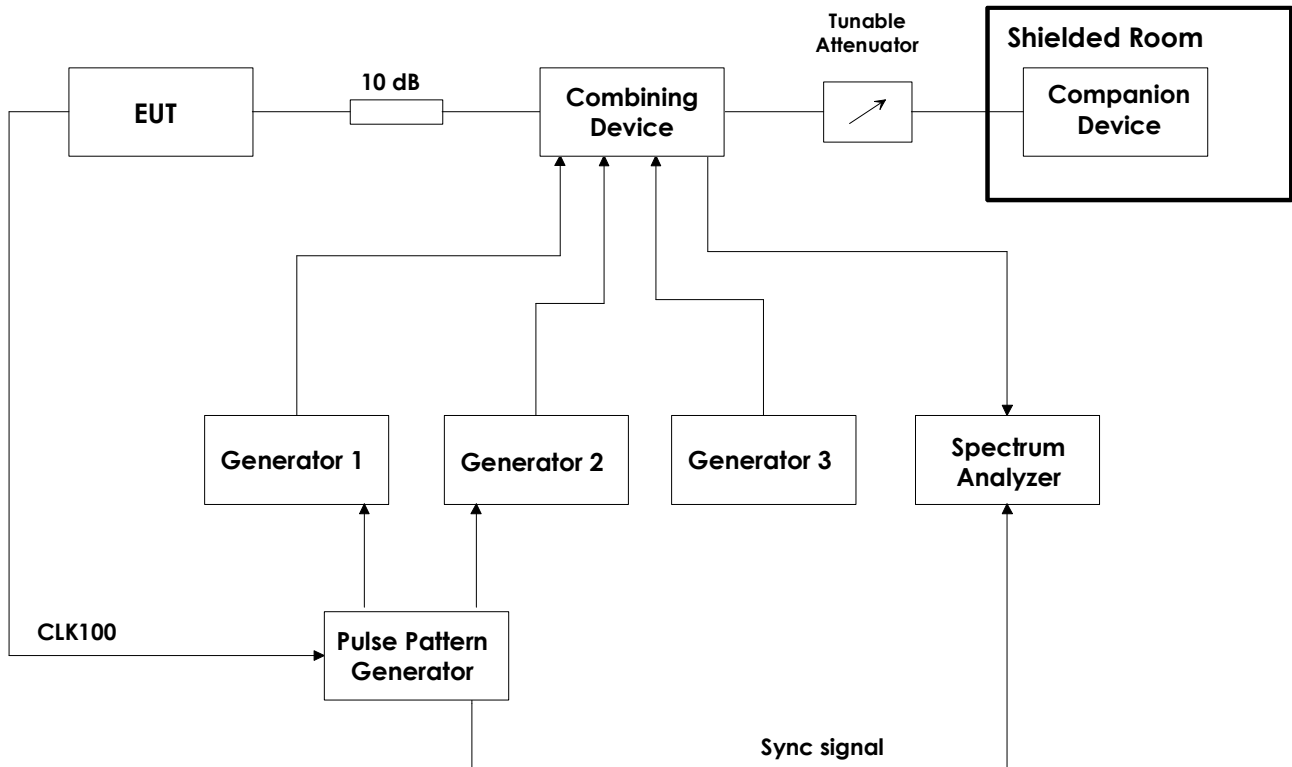 Tunable
Attenuator
Shielded Room
10 dB
EUT
Combining
Device
Companion
Device
Generator 1
Generator 2
Generator 3
Spectrum
Analyzer
CLK100
Pulse Pattern
Generator
Sync signal